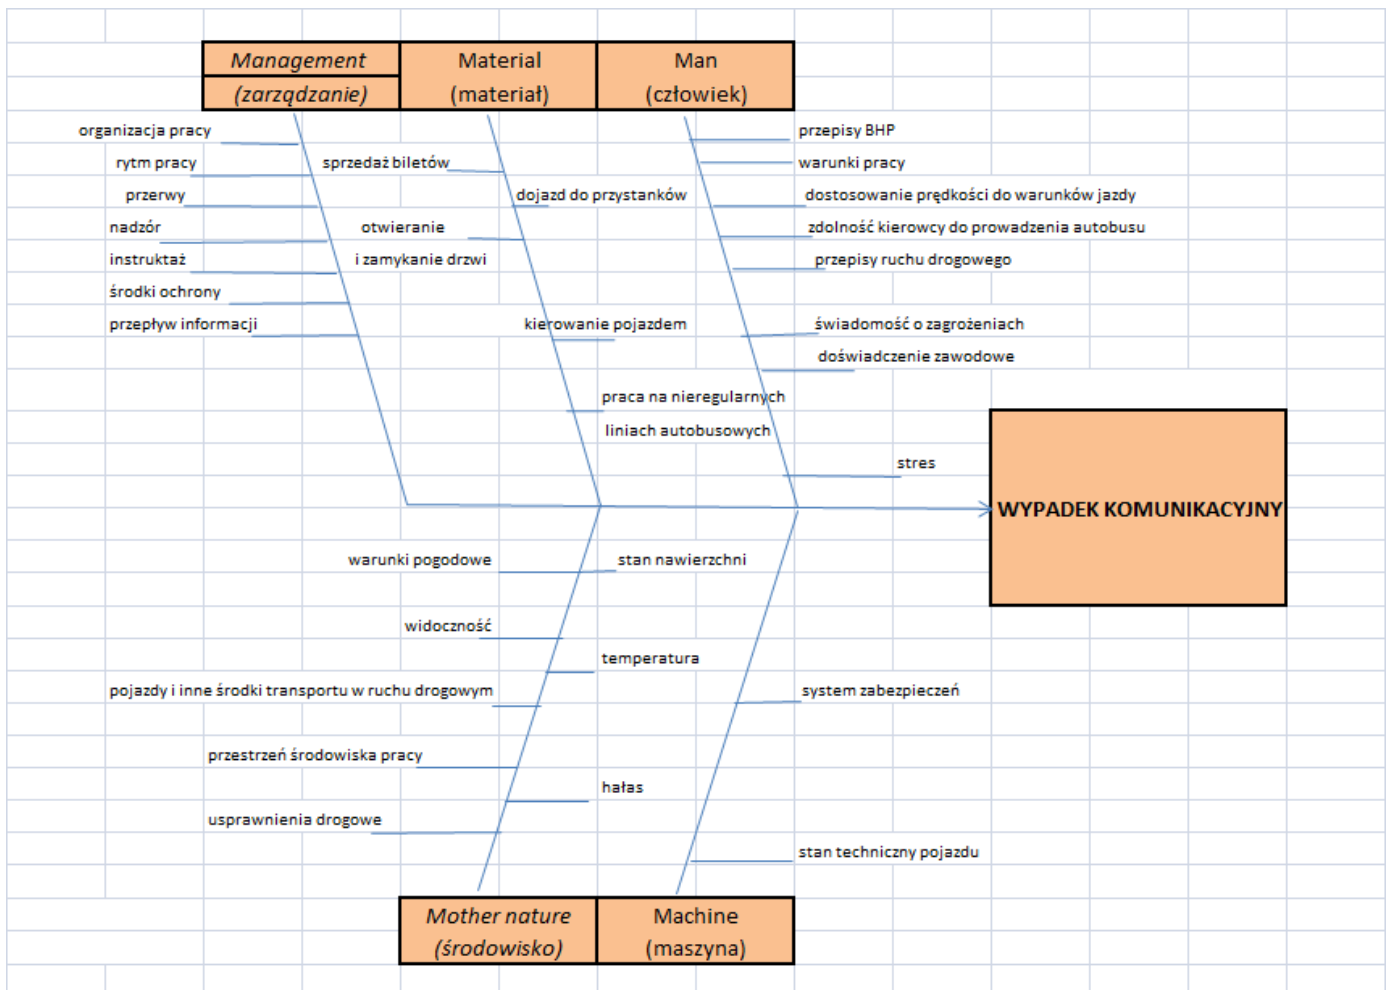 Management
(zarządzanie)
Material
(materiał)
Man
(człowiek)
organizacja pracy
rytm pracy
przerwy
nadzór
instruktaż
środki ochrony
przepływ informacji
sprzedaż biletów
dojazd do przystanków
otwieranie
i zamykanie drzwi
kierowanie pojazdem
praca na nieregularnych
liniach autobusowych
przepisy BHP
warunki pracy
dostosowanie prędkości do warunków jazdy
zdolność kierowcy do prowadzenia autobusu
przepisy ruchu drogowego
świadomość o zagrożeniach
doświadczenie zawodowe
stres
WYPADEK KOMUNIKACYJNY
warunki pogodowe
stan nawierzchni
widoczność
temperatura
pojazdy i inne środki transportu w ruchu drogowym
przestrzeń środowiska pracy
hałas
usprawnienia drogowe
system zabezpieczeń
stan techniczny pojazdu
Mother nature
(środowisko)
Machine
(maszyna)